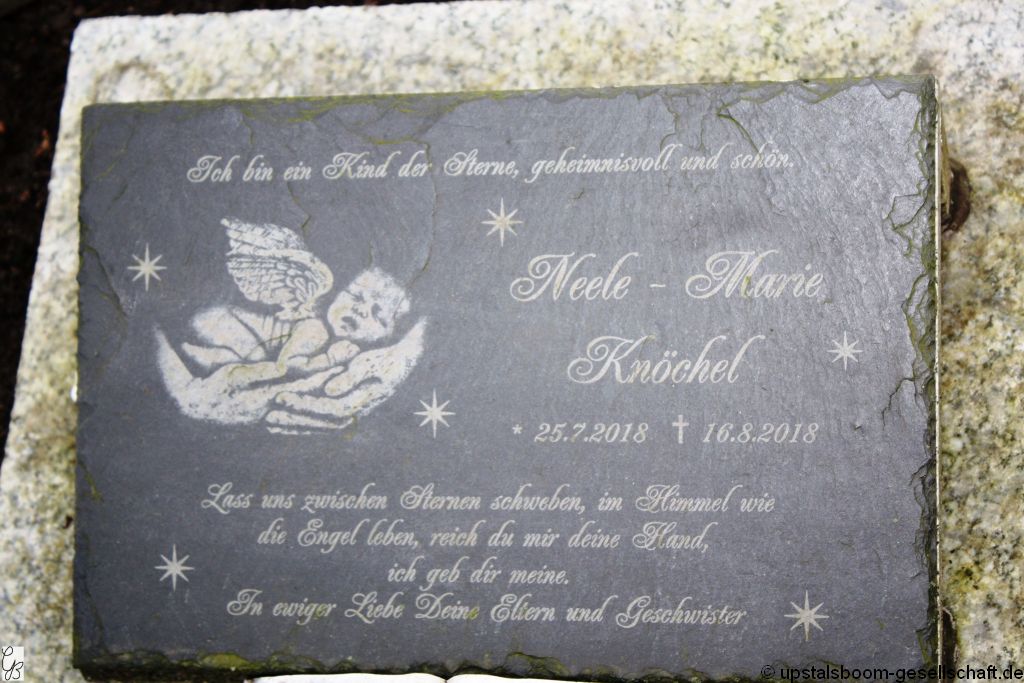 Ich bin ein Kind der Sterne, geheimnisvoll und schön.
Neele - Marie
Knöchel
* 25.7.2018 † 16.8.2018
Lass uns zwischen Sternen schweben, im Himmel wie
die Engel leben, reich du mir deine Hand,
ich geb dir meine.
In ewiger Liebe Deine Eltern und Geschwister
© upstalsboom-gesellschaft.de